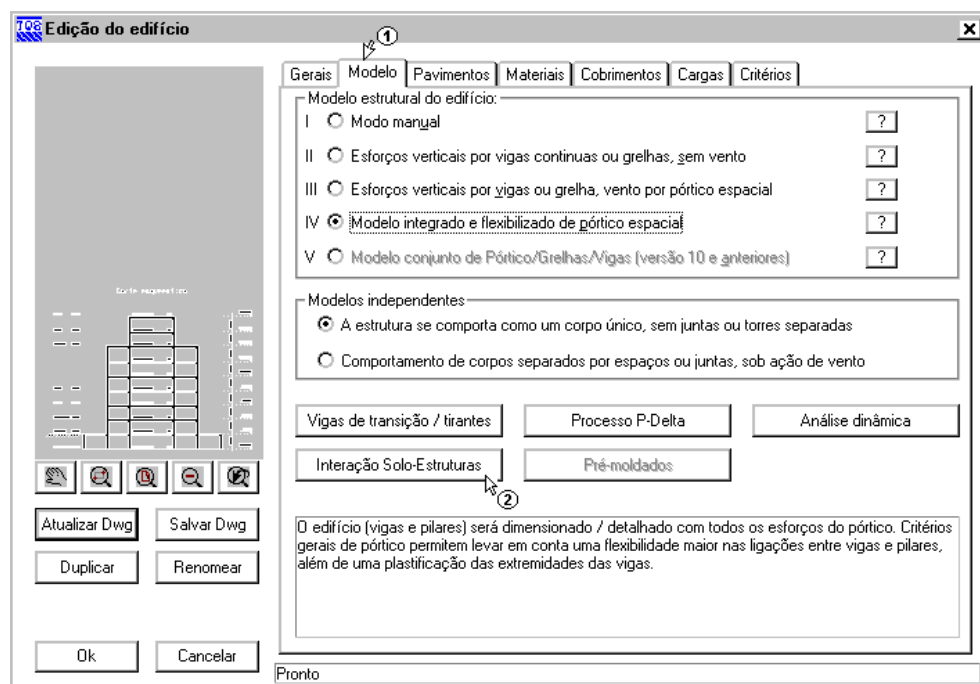 TQS Edição do edifício
1
Gerais Modelo Pavimentos Materiais Cobrimentos Cargas Critérios
Modelo estrutural do edifício:
I Modo manual ?
II Esforços verticais por vigas continuas ou grelhas, sem vento ?
III Esforços verticais por vigas ou grelha, vento por pórtico espacial ?
IV Modelo integrado e flexibilizado de pórtico espacial ?
V Modelo conjunto de Pórtico/Grelhas/Vigas (versão 10 e anteriores) ?
Corte esquematico
Modelos independentes
A estrutura se comporta como um corpo único, sem juntas ou torres separadas
Comportamento de corpos separados por espaços ou juntas, sob ação de vento
Vigas de transição / tirantes Processo P-Delta Análise dinâmica
Interação Solo-Estruturas Pré-moldados
2
Atualizar Dwg Salvar Dwg
Duplicar Renomear
O edifício (vigas e pilares) será dimensionado / detalhado com todos os esforços do pórtico. Critérios
gerais de pórtico permitem levar em conta uma flexibilidade maior nas ligações entre vigas e pilares,
além de uma plastificação das extremidades das vigas.
Ok Cancelar
Pronto